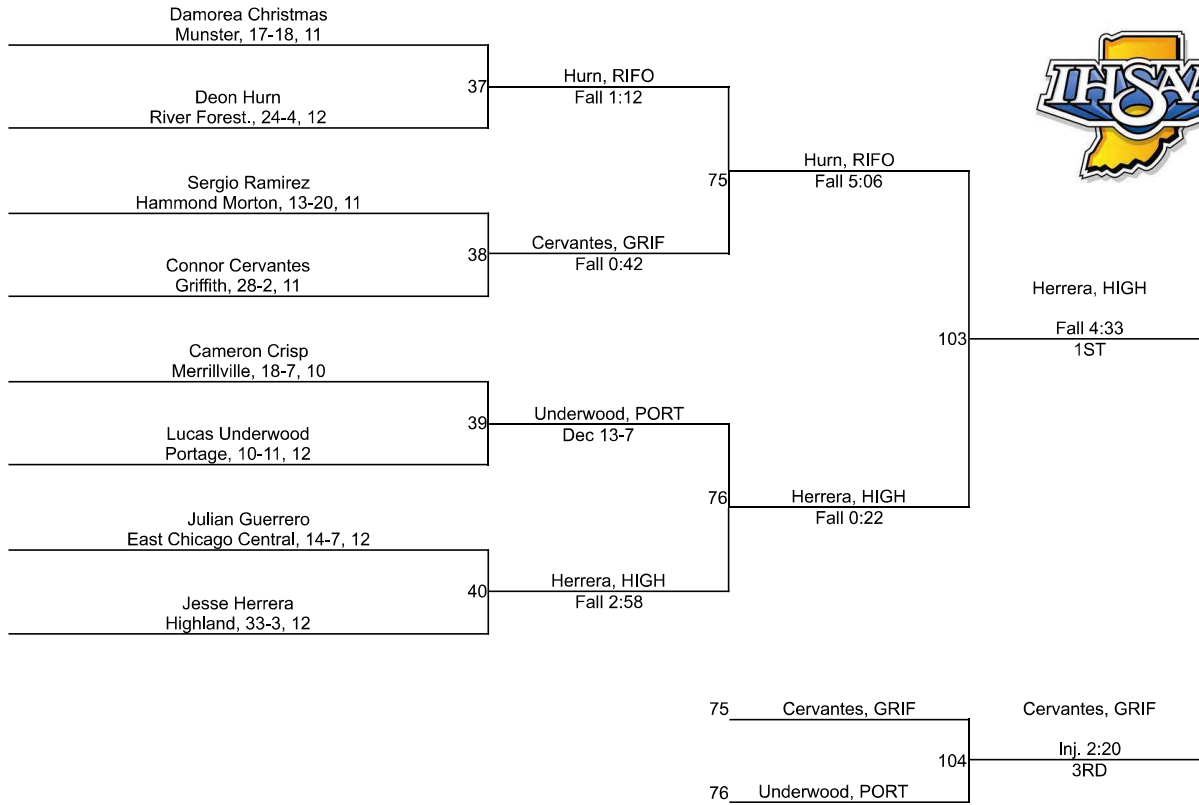 Damorea Christmas
Munster, 17-18, 11
37
Deon Hurn
River Forest., 24-4, 12
Hurn, RIFO
Fall 1:12
Sergio Ramirez
Hammond Morton, 13-20, 11
38
Connor Cervantes
Griffith, 28-2, 11
Cervantes, GRIF
Fall 0:42
75
Hurn, RIFO
Fall 5:06
Cameron Crisp
Merrillville, 18-7, 10
39
Lucas Underwood
Portage, 10-11, 12
Underwood, PORT
Dec 13-7
Julian Guerrero
East Chicago Central, 14-7, 12
40
Jesse Herrera
Highland, 33-3, 12
Herrera, HIGH
Fall 2:58
76
Herrera, HIGH
Fall 0:22
103
Herrera, HIGH
Fall 4:33
1ST
75
Cervantes, GRIF
76
Underwood, PORT
104
Cervantes, GRIF
Inj. 2:20
3RD
IHSAA